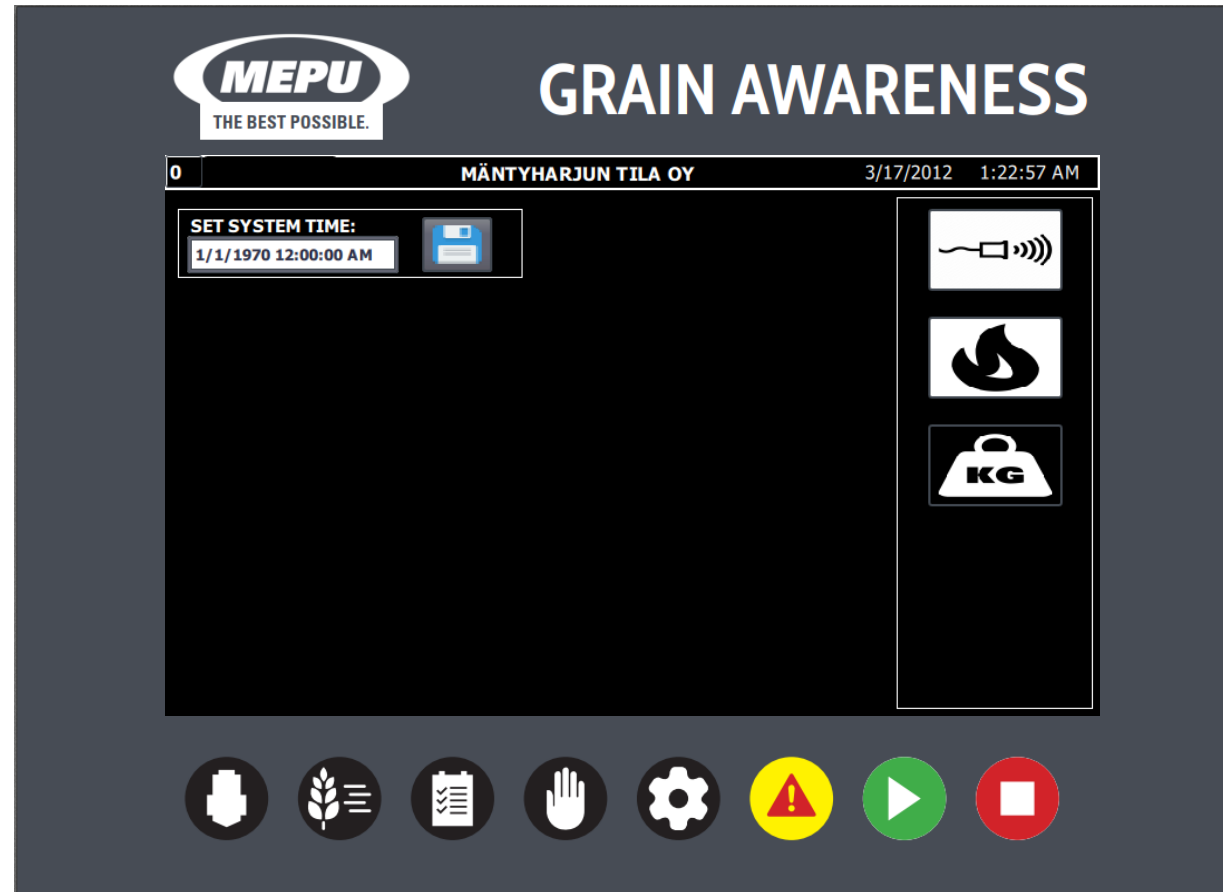 MEPU
THE BEST POSSIBLE.
GRAIN AWARENESS
0 MÄNTYHARJUN TILA OY 3/17/2012 1:22:57 AM
SET SYSTEM TIME:
1/1/1970 12:00:00 AM
KG